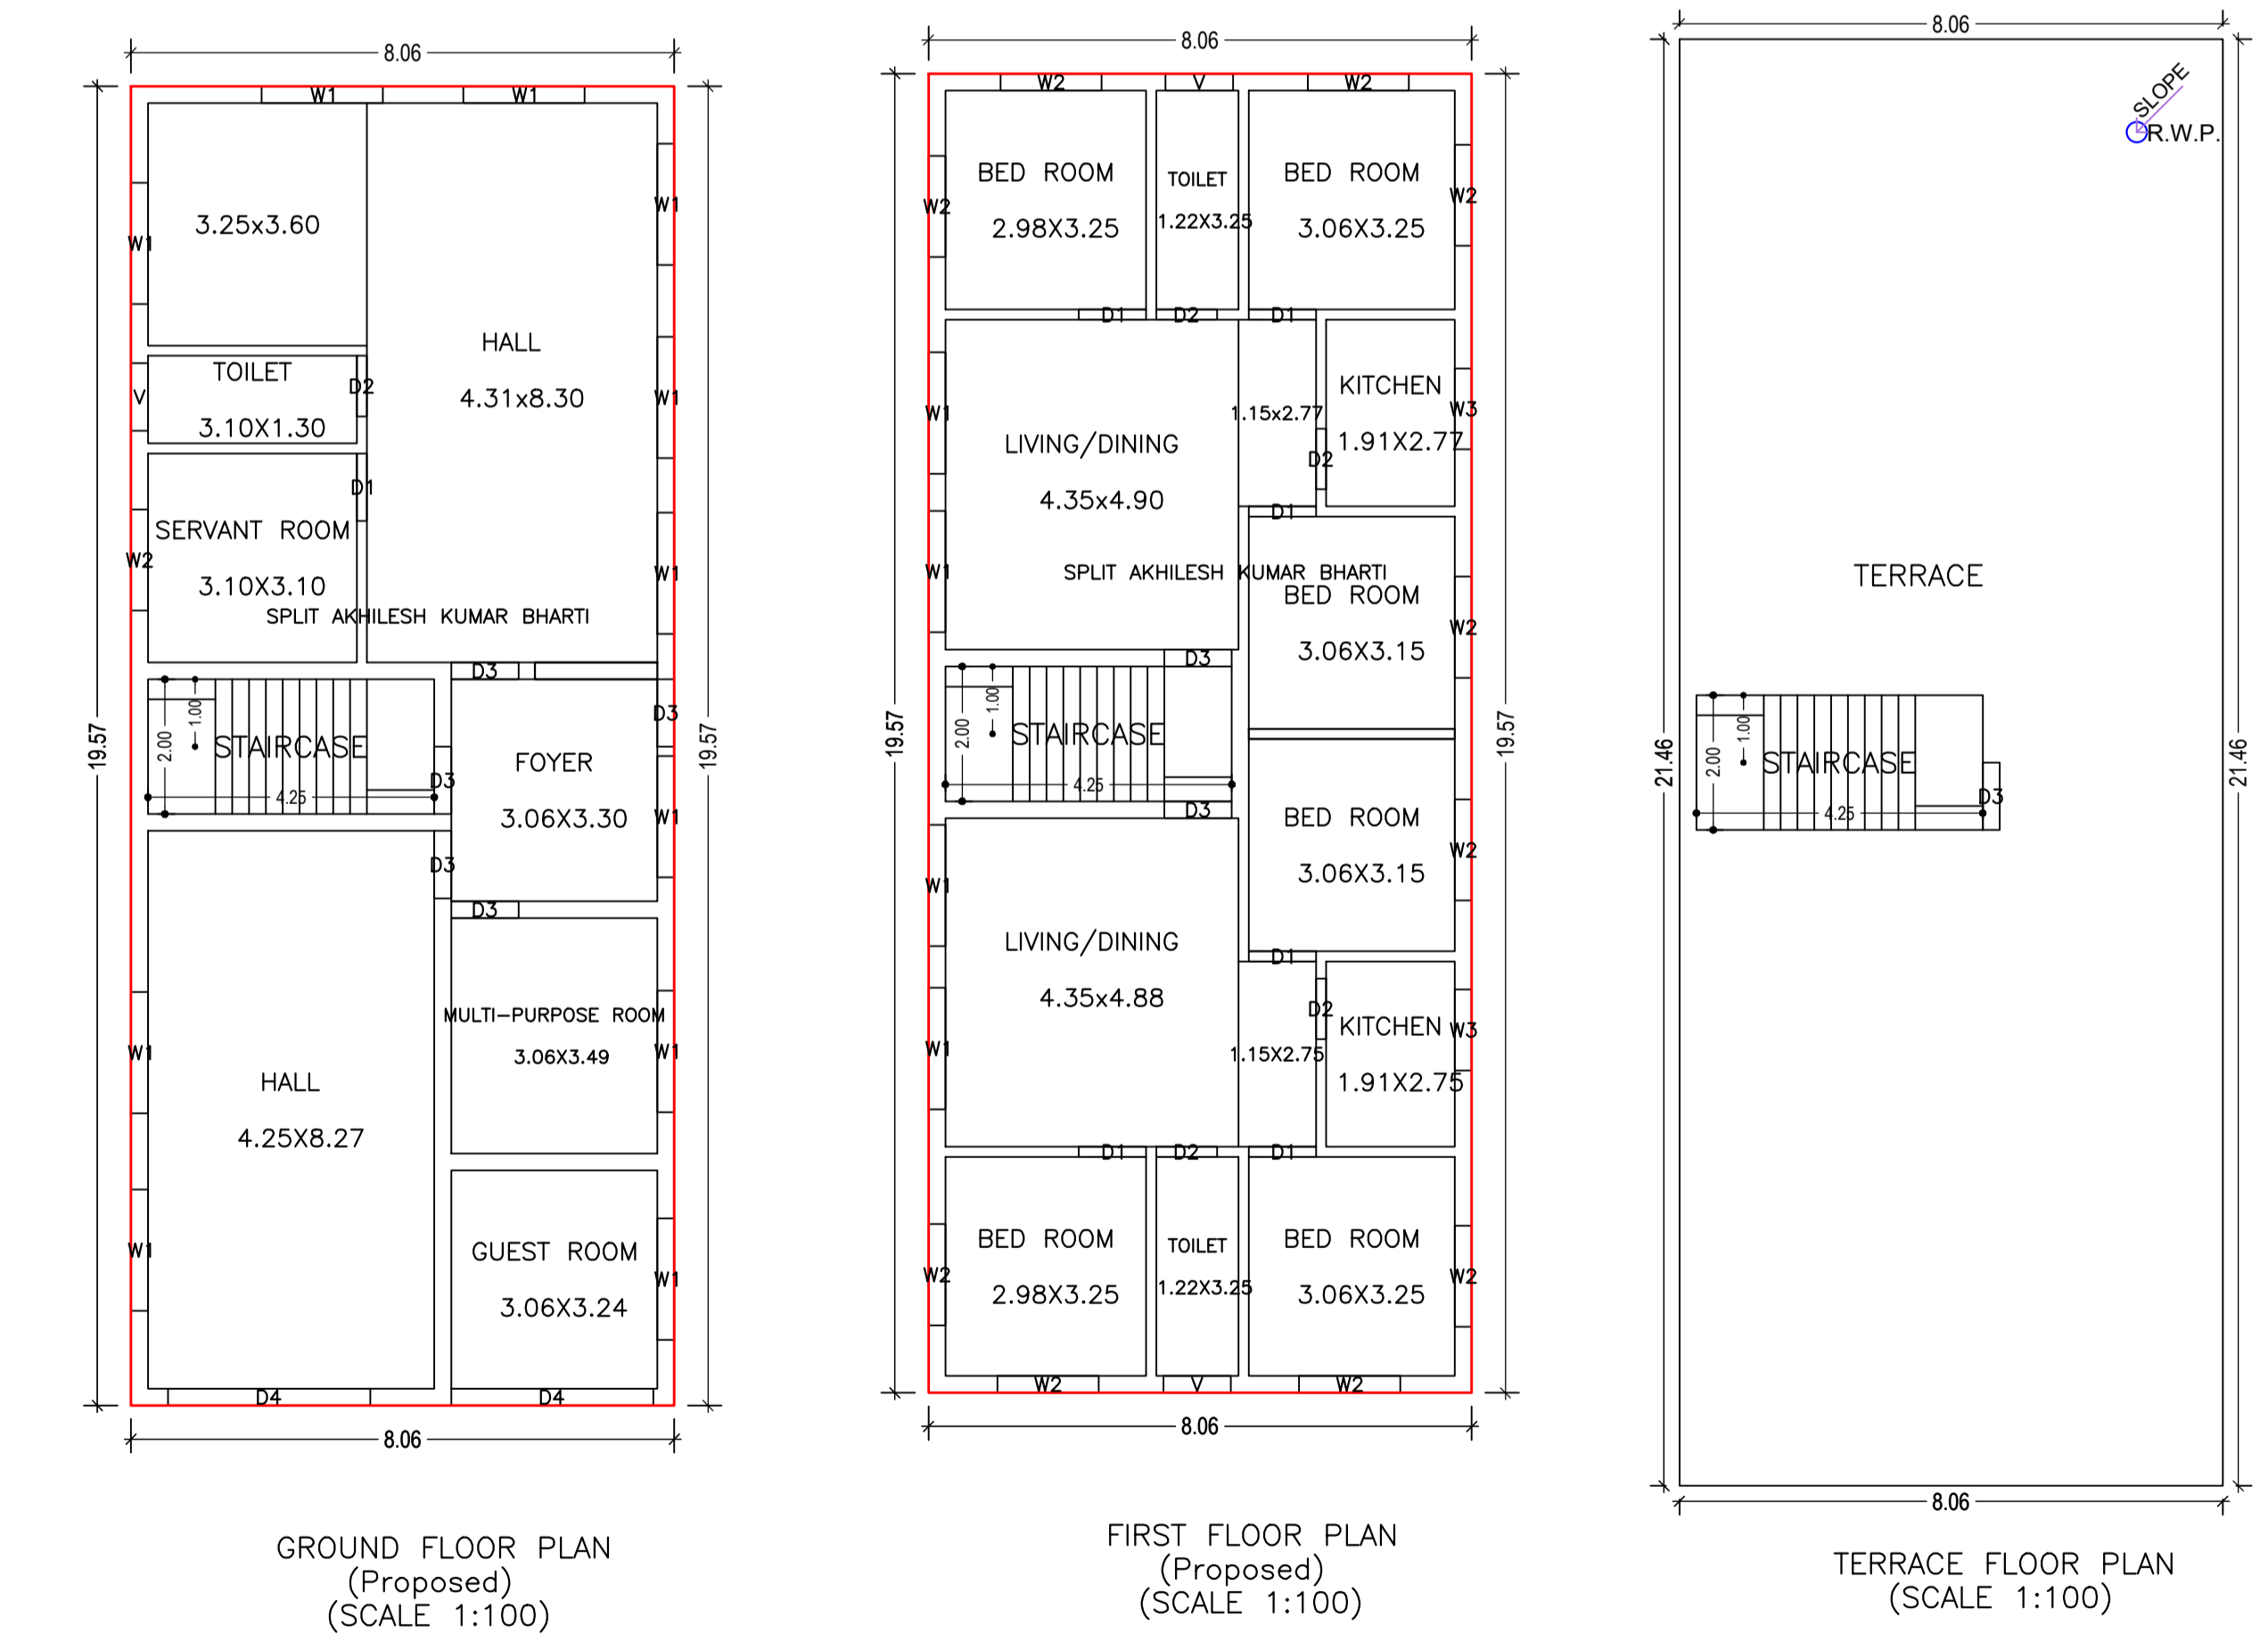 8.06
W1
W1
3.25x3.60
W1
W1
HALL
4.31x8.30
TOILET
3.10X1.30
V
D2
W1
D1
SERVANT ROOM
3.10X3.10
W2
W1
SPLIT AKHILESH KUMAR BHARTI
D3
D3
19.57
2.00
1.00
STAIRCASE
4.25
D3
FOYER
3.06X3.30
W1
19.57
D3
D3
MULTI-PURPOSE ROOM
3.06X3.49
W1
W1
HALL
4.25X8.27
W1
GUEST ROOM
3.06X3.24
W1
D4
D4
8.06
GROUND FLOOR PLAN
(Proposed)
(SCALE 1:100)
8.06
W2
V
W2
BED ROOM
2.98X3.25
TOILET
1.22X3.25
BED ROOM
3.06X3.25
W2
W2
D1
D2
D1
KITCHEN
1.91X2.77
W3
1.15x2.77
D2
W1
LIVING/DINING
4.35x4.90
D1
W1
SPLIT AKHILESH KUMAR BHARTI
BED ROOM
3.06X3.15
W2
D3
19.57
2.00
1.00
STAIRCASE
4.25
19.57
D3
BED ROOM
3.06X3.15
W2
W1
LIVING/DINING
4.35x4.88
D1
D2
KITCHEN
1.91X2.75
W3
W1
1.15X2.75
D1
D2
D1
BED ROOM
2.98X3.25
TOILET
1.22X3.25
BED ROOM
3.06X3.25
W2
W2
W2
V
W2
8.06
FIRST FLOOR PLAN
(Proposed)
(SCALE 1:100)
8.06
SLOPE
R.W.P.
TERRACE
21.46
2.00
1.00
STAIRCASE
4.25
D3
21.46
8.06
TERRACE FLOOR PLAN
(SCALE 1:100)